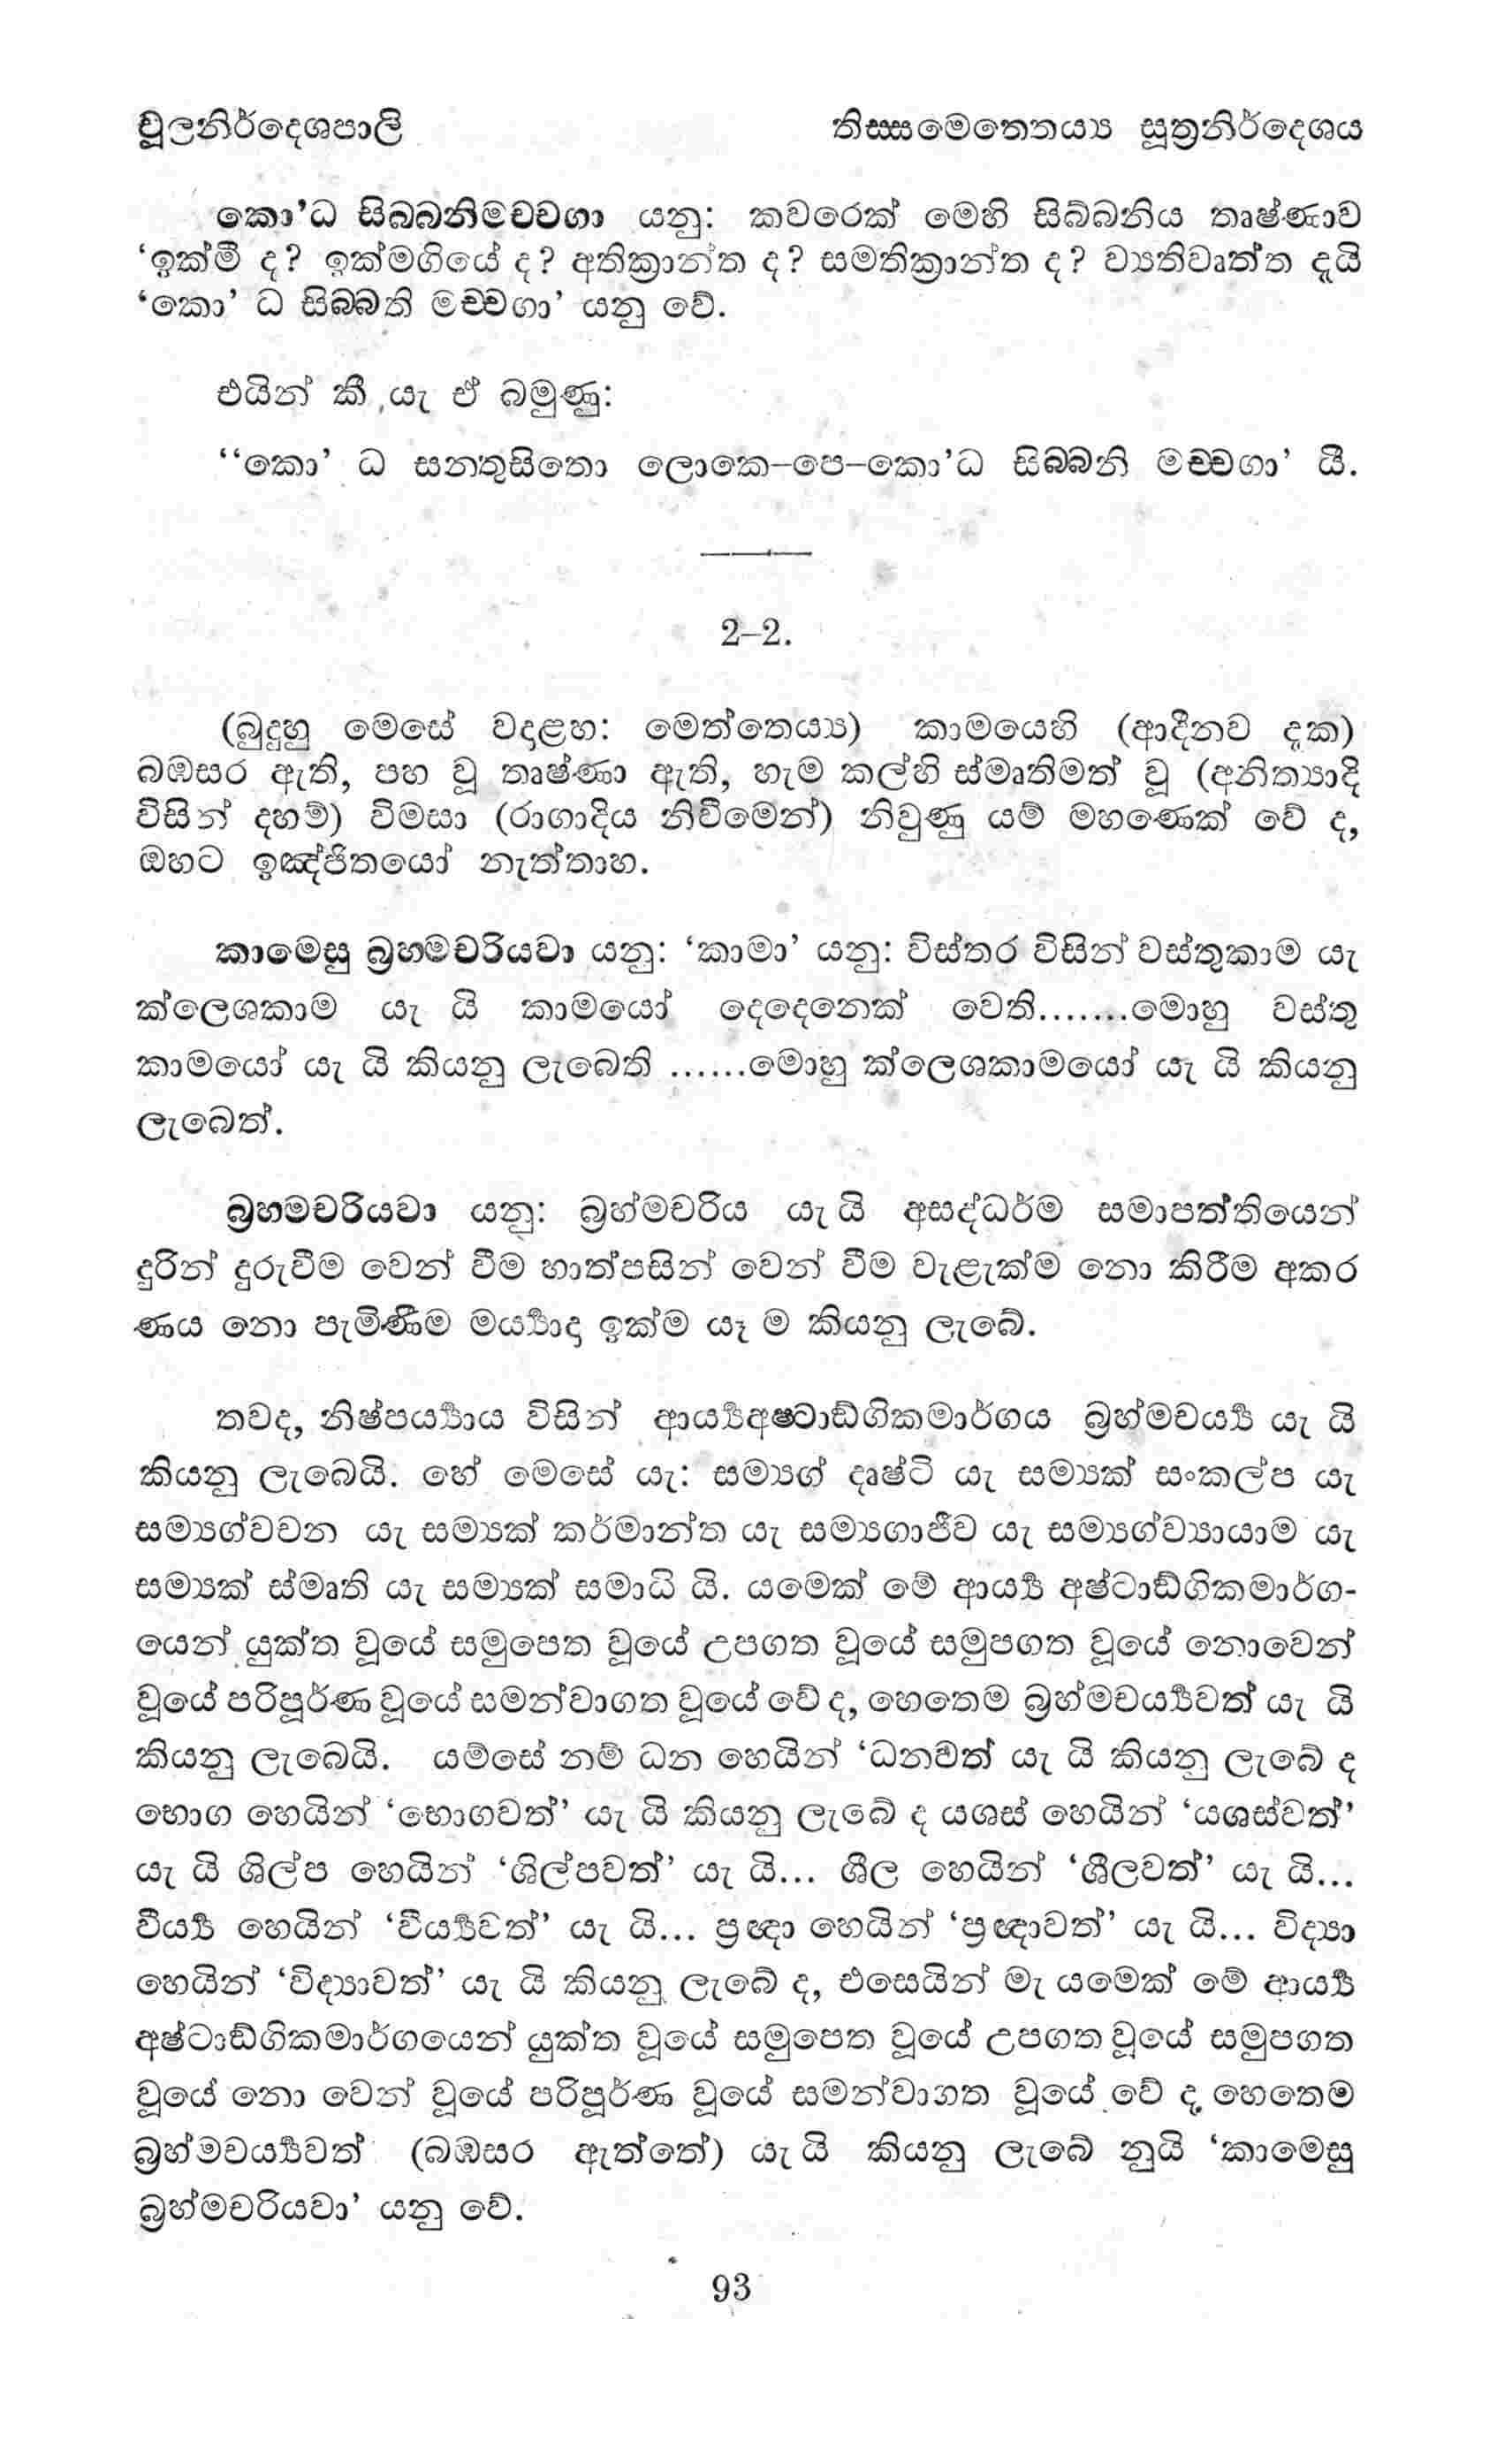 චූලනිර්දෙශපාලි තිස්සමෙතෙතය්‍ය සූත්‍රනිර්දෙශය
කො’ධ සිබබනිමචචගා යනු: කවරෙක් මෙහි සිබ්බනිය තෘෂ්ණාව
‘ඉක්මී ද? ඉක්මගියේ ද? අතික්‍රාන්ත ද? සමතික්‍රාන්ත ද? ව්‍යතිවෘත්ත දැයි
‘කො’ ධ සිබ්බති මච්චගා’ යනු වේ.
එයින් කී යැ ඒ බමුණු:
‘‘කො’ ධ සනතුසිතො ලොකෙ–පෙ–කො’ධ සිබ්බනි මච්චගා’ යී.
2–2.
(බුදුහු මෙසේ වදාළහ: මෙත්තෙය්‍ය) කාමයෙහි (ආදීනව දැක)
බඹසර ඇති, පහ වූ තෘෂ්ණා ඇති, හැම කල්හි ස්මෘතිමත් වූ (අනිත්‍යාදි
විසින් දහම්) විමසා (රාගාදිය නිවීමෙන්) නිවුණු යම් මහණෙක් වේ ද,
ඔහට ඉඤ්ජිතයෝ නැත්තාහ.
කාමෙසු බ්‍රහමචරියවා යනු: ‘කාමා’ යනු: විස්තර විසින් වස්තුකාම යැ
ක්ලෙශකාම යැ යි කාමයෝ දෙදෙනෙක් වෙති.......මොහු වස්තු
කාමයෝ යැ යි කියනු ලැබෙති ......මොහු ක්ලෙශකාමයෝ යැ යි කියනු
ලැබෙත්.
බ්‍රහමචරියවා යනු: බ්‍රහ්මචරිය යැ යි අසද්ධර්ම සමාපත්තියෙන්
දුරින් දුරුවීම වෙන් වීම හාත්පසින් වෙන් වීම වැළැක්ම නො කිරීම අකර
ණය නො පැමිණීම මර්‍ය්‍යාදා ඉක්ම යෑ ම කියනු ලැබේ.
තවද, නිෂ්පර්‍ය්‍යාය විසින් ආර්‍ය්‍යඅෂ්ටාඞ්ගිකමාර්ගය බ්‍රහ්මචර්‍ය්‍ය යැ යි
කියනු ලැබෙයි. හේ මෙසේ යැ: සම්‍යග් දෘෂ්ටි යැ සම්‍යක් සංකල්ප යැ
සම්‍යග්වචන යැ සම්‍යක් කර්මාන්ත යැ සම්‍යගාජීව යැ සම්‍යග්ව්‍යායාම යැ
සම්‍යක් ස්මෘති යැ සම්‍යක් සමාධි යි. යමෙක් මේ ආර්‍ය්‍ය අෂ්ටාඞ්ගිකමාර්ග-
යෙන් යුක්ත වූයේ සමුපෙත වූයේ උපගත වූයේ සමුපගත වූයේ නොවෙන්
වූයේ පරිපූර්ණ වූයේ සමන්වාගත වූයේ වේ ද, හෙතෙම බ්‍රහ්මචර්‍ය්‍යවත් යැ යි
කියනු ලැබෙයි. යම්සේ නම් ධන හෙයින් ‘ධනවත් යැ යි කියනු ලැබේ ද
භොග හෙයින් ‘භොගවත්’ යැ යි කියනු ලැබේ ද යශස් හෙයින් ‘යශස්වත්’
යැ යි ශිල්ප හෙයින් ‘ශිල්පවත්’ යැ යි... ශීල හෙයින් ‘ශීලවත්’ යැ යි...
වීර්‍ය්‍ය හෙයින් ‘වීර්‍ය්‍යවත්’ යැ යි... ප්‍රඥා හෙයින් ‘ප්‍රඥාවත්’ යැ යි... විද්‍යා
හෙයින් ‘විද්‍යාවත්’ යැ යි කියනු ලැබේ ද, එසෙයින් මැ යමෙක් මේ ආර්‍ය්‍ය
අෂ්ටාඞ්ගිකමාර්ගයෙන් යුක්ත වූයේ සමුපෙත වූයේ උපගත වූයේ සමුපගත
වූයේ නො වෙන් වූයේ පරිපූර්ණ වූයේ සමන්වාගත වූයේ වේ ද, හෙතෙම
බ්‍රහ්මචර්‍ය්‍යවත් (බඹසර ඇත්තේ) යැ යි කියනු ලැබේ නුයි ‘කාමෙසු
බ්‍රහ්මචරියවා’ යනු වේ.
93